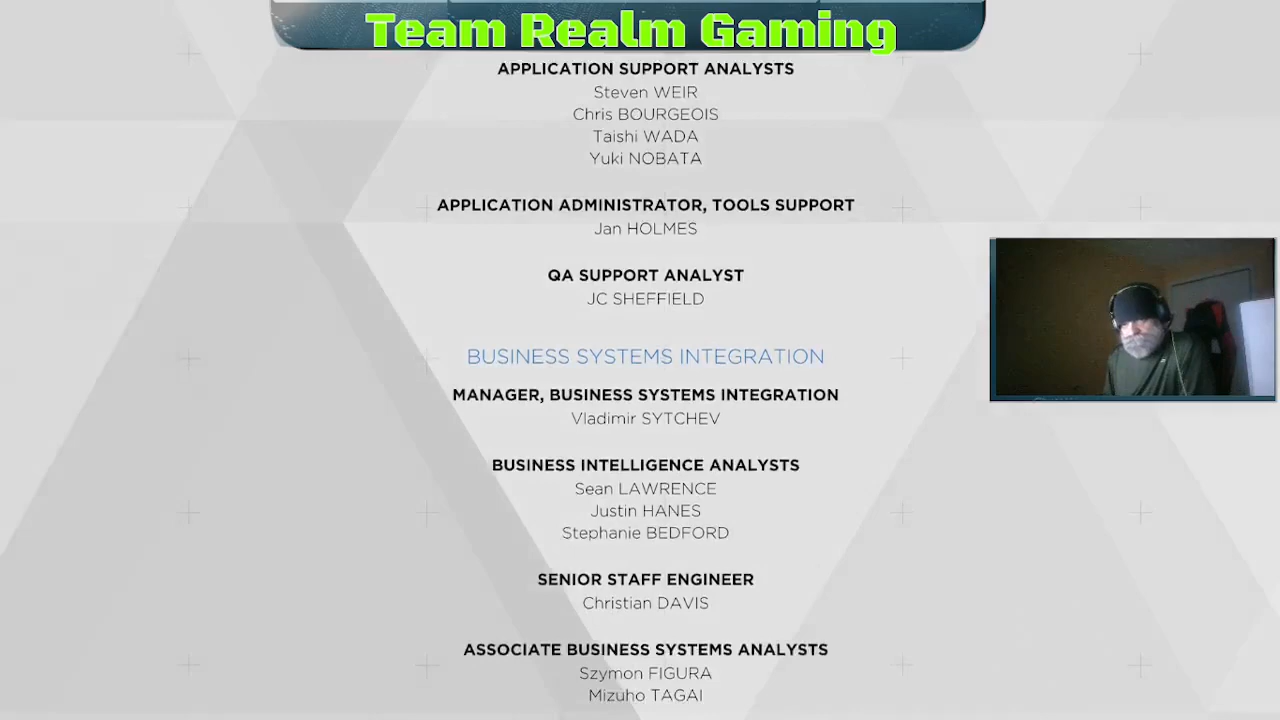 Team Realm Gaming
APPLICATION SUPPORT ANALYSTS
Steven WEIR
Chris BOURGEOIS
Taishi WADA
Yuki NOBATA
APPLICATION ADMINISTRATOR, TOOLS SUPPORT
Jan HOLMES
QA SUPPORT ANALYST
JC SHEFFIELD
BUSINESS SYSTEMS INTEGRATION
MANAGER, BUSINESS SYSTEMS INTEGRATION
Vladimir SYTCHEV
BUSINESS INTELLIGENCE ANALYSTS
Sean LAWRENCE
Justin HANES
Stephanie BEDFORD
SENIOR STAFF ENGINEER
Christian DAVIS
ASSOCIATE BUSINESS SYSTEMS ANALYSTS
Szymon FIGURA
Mizuho TAGAI